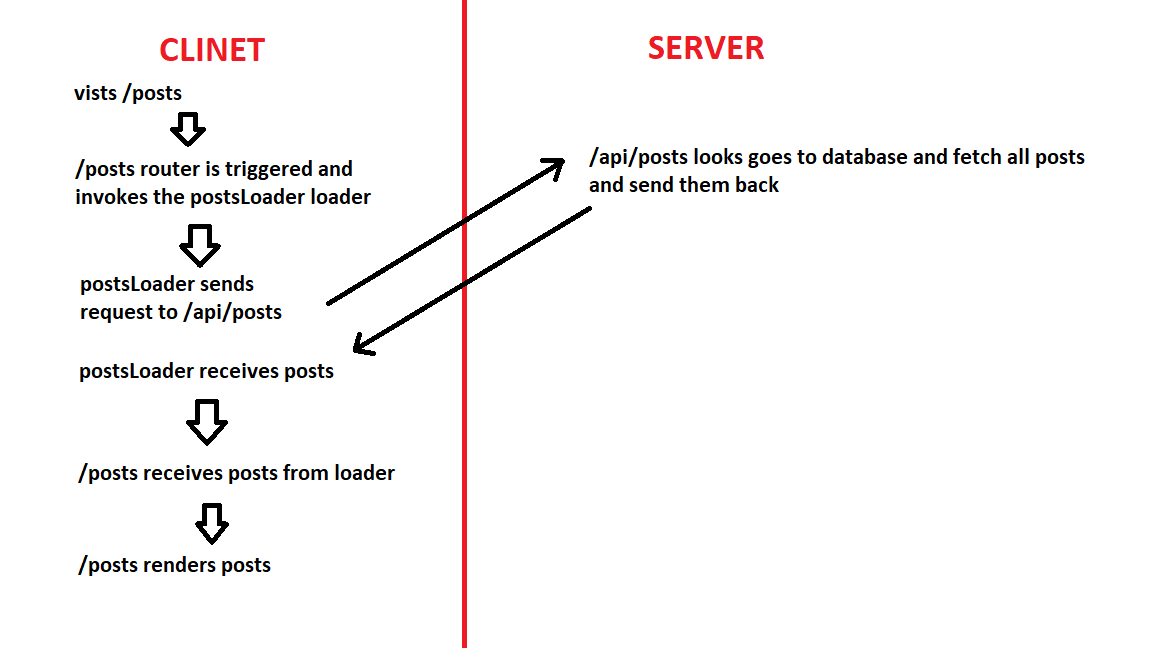 CLINET
vists /posts
/posts router is triggered and
invokes the postsLoader loader
postsLoader sends
request to /api/posts
SERVER
/api/posts looks goes to database and fetch all posts
and send them back
postsLoader receives posts
/posts receives posts from loader
/posts renders posts